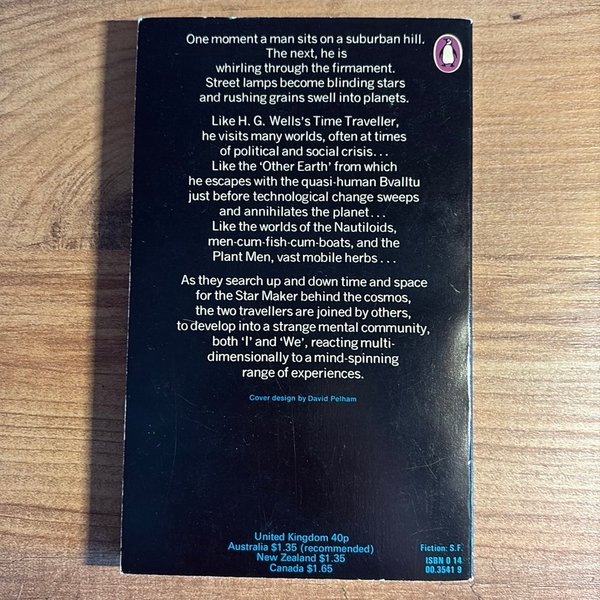 One moment a man sits on a suburban hill.
The next, he is
whirling through the firmament.
Street lamps become blinding stars
and rushing grains swell into planets.
Like H. G. Wells's Time Traveller,
he visits many worlds, often at times
of political and social crisis...
Like the 'Other Earth' from which
he escapes with the quasi-human Bvalltu
just before technological change sweeps
and annihilates the planet...
Like the worlds of the Nautiloids,
men-cum-fish-cum-boats, and the
Plant Men, vast mobile herbs...
As they search up and down time and space
for the Star Maker behind the cosmos,
the two travellers are joined by others,
to develop into a strange mental community,
both 'I' and 'We', reacting multi-
dimensionally to a mind-spinning
range of experiences.
Cover design by David Pelham
United Kingdom 40p
Australia $1.35 (recommended)
New Zealand $1.35
Canada $1.65
Fiction: S.F.
ISBN 0 14
00.3541 9